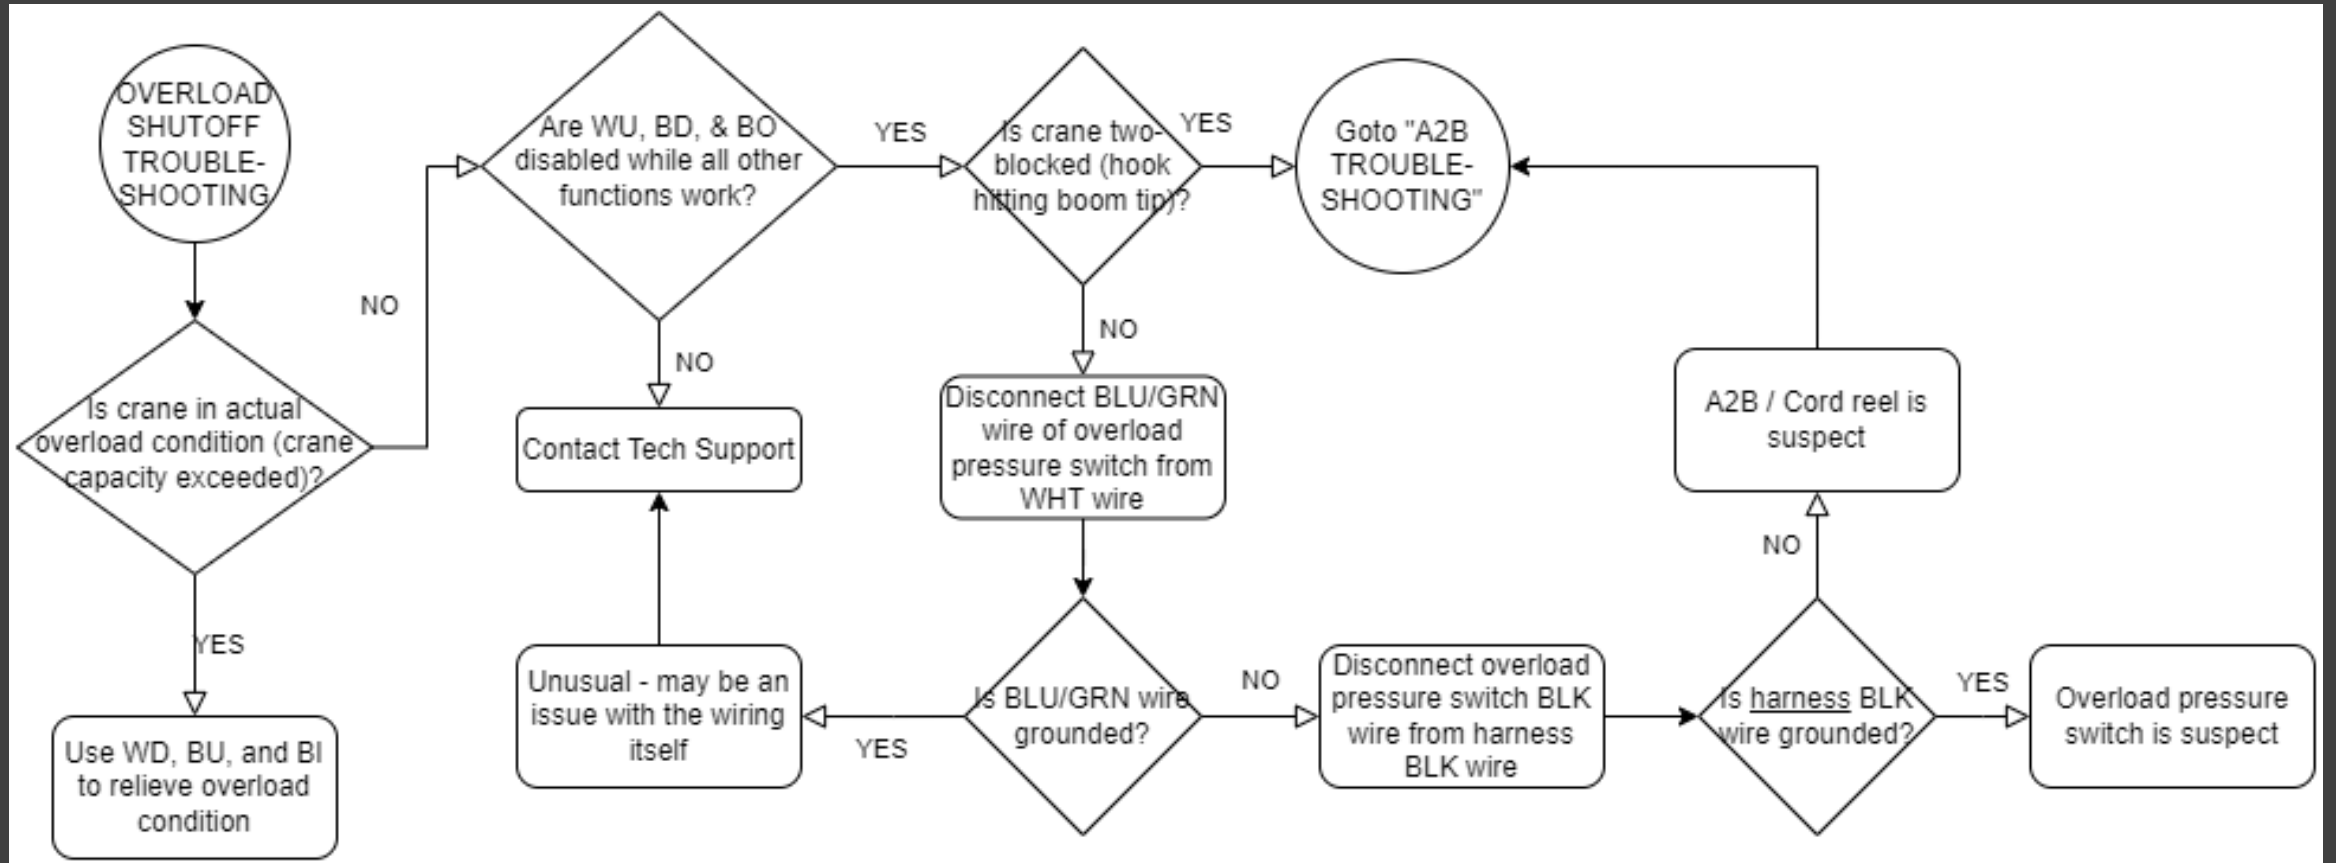 OVERLOAD
SHUTOFF
TROUBLE-
SHOOTING
Is crane in actual
overload condition (crane
capacity exceeded)?
NO
YES
Use WD, BU, and BI
to relieve overload
condition
Are WU, BD, & BO
disabled while all other
functions work?
YES
NO
Contact Tech Support
Is crane two-
blocked (hook
hitting boom tip)?
YES
NO
Goto "A2B
TROUBLE-
SHOOTING"
Disconnect BLU/GRN
wire of overload
pressure switch from
WHT wire
Is BLU/GRN wire
grounded?
YES
Unusual - may be an
issue with the wiring
itself
NO
Disconnect overload
pressure switch BLK
wire from harness
BLK wire
Is harness BLK
wire grounded?
NO
A2B / Cord reel is
suspect
YES
Overload pressure
switch is suspect